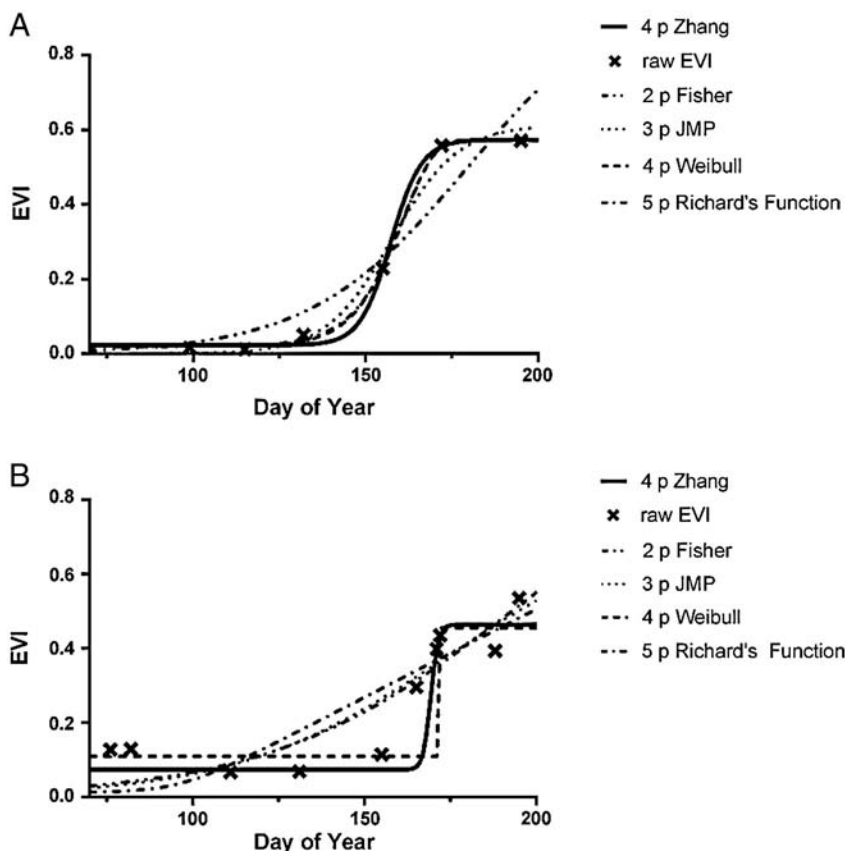 A
0.8
0.6
0.4
0.2
0.0
EVI
100
150
200
Day of Year
4 p Zhang
raw EVI
2 p Fisher
3 p JMP
4 p Weibull
5 p Richard's Function
B
0.8
0.6
0.4
0.2
0.0
EVI
100
150
200
Day of Year
4 p Zhang
raw EVI
2 p Fisher
3 p JMP
4 p Weibull
5 p Richard's Function